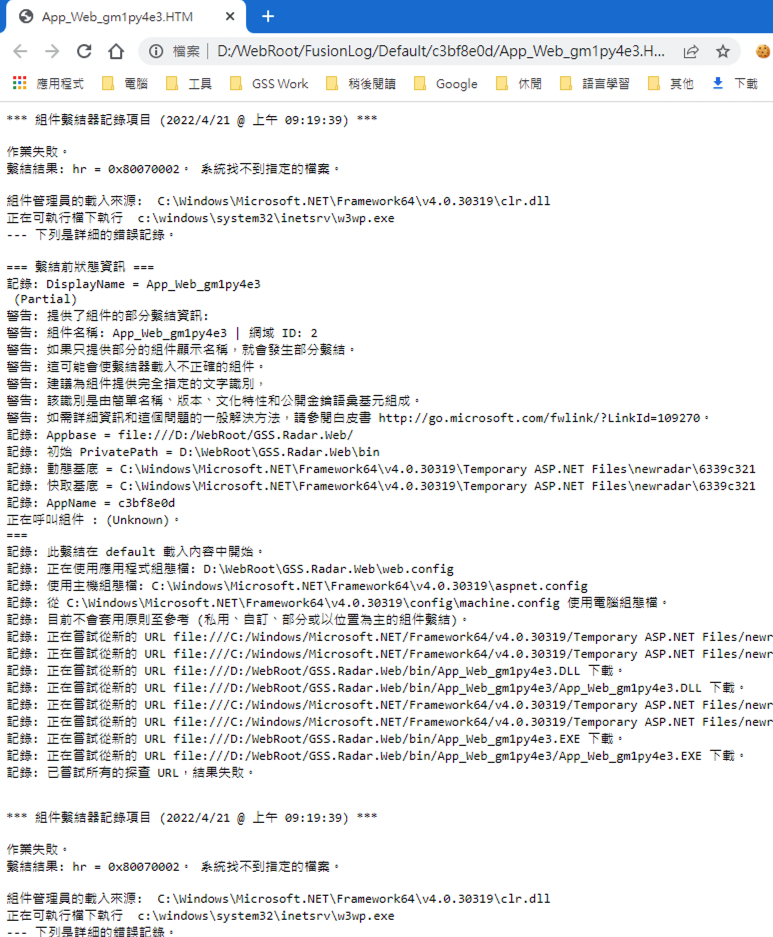 App_Web_gm1py4e3.HTM
檔案 | D:/WebRoot/FusionLog/Default/c3bf8e0d/App_Web_gm1py4e3.H...
應用程式 電腦 工具 GSS Work 稍後閱讀 Google 休閒 語言學習 其他 下載
*** 組件繫結器記錄項目 (2022/4/21 @ 上午 09:19:39) ***
作業失敗。
繫結結果: hr = 0x80070002。 系統找不到指定的檔案。
組件管理員的載入來源:  C:\Windows\Microsoft.NET\Framework64\v4.0.30319\clr.dll
正在可執行檔下執行  c:\windows\system32\inetsrv\w3wp.exe
--- 下列是詳細的錯誤記錄。
=== 繫結前狀態資訊 ===
記錄: DisplayName = App_Web_gm1py4e3
(Partial)
警告: 提供了組件的部分繫結資訊:
警告: 組件名稱: App_Web_gm1py4e3 | 網域 ID: 2
警告: 如果只提供部分的組件顯示名稱，就會發生部分繫結。
警告: 這可能會使繫結器載入不正確的組件。
警告: 建議為組件提供完全指定的文字識別，
警告: 該識別是由簡單名稱、版本、文化特性和公開金鑰語彙基元組成。
警告: 如需詳細資訊和這個問題的一般解決方法，請參閱白皮書 http://go.microsoft.com/fwlink/?LinkId=109270。
記錄: Appbase = file:///D:/WebRoot/GSS.Radar.Web/
記錄: 初始 PrivatePath = D:\WebRoot\GSS.Radar.Web\bin
記錄: 動態基底 = C:\Windows\Microsoft.NET\Framework64\v4.0.30319\Temporary ASP.NET Files\newradar\6339c321
記錄: 快取基底 = C:\Windows\Microsoft.NET\Framework64\v4.0.30319\Temporary ASP.NET Files\newradar\6339c321
記錄: AppName = c3bf8e0d
正在呼叫組件 : (Unknown)。
===
記錄: 此繫結在 default 載入內容中開始。
記錄: 正在使用應用程式組態檔: D:\WebRoot\GSS.Radar.Web\web.config
記錄: 使用主機組態檔: C:\Windows\Microsoft.NET\Framework64\v4.0.30319\aspnet.config
記錄: 從 C:\Windows\Microsoft.NET\Framework64\v4.0.30319\config\machine.config 使用電腦組態檔。
記錄: 目前不會套用原則至參考 (私用、自訂、部分或以位置為主的組件繫結)。
記錄: 正在嘗試從新的 URL file:///C:/Windows/Microsoft.NET/Framework64/v4.0.30319/Temporary ASP.NET Files/newr
記錄: 正在嘗試從新的 URL file:///C:/Windows/Microsoft.NET/Framework64/v4.0.30319/Temporary ASP.NET Files/newr
記錄: 正在嘗試從新的 URL file:///D:/WebRoot/GSS.Radar.Web/bin/App_Web_gm1py4e3.DLL 下載。
記錄: 正在嘗試從新的 URL file:///D:/WebRoot/GSS.Radar.Web/bin/App_Web_gm1py4e3/App_Web_gm1py4e3.DLL 下載。
記錄: 正在嘗試從新的 URL file:///C:/Windows/Microsoft.NET/Framework64/v4.0.30319/Temporary ASP.NET Files/newr
記錄: 正在嘗試從新的 URL file:///C:/Windows/Microsoft.NET/Framework64/v4.0.30319/Temporary ASP.NET Files/newr
記錄: 正在嘗試從新的 URL file:///D:/WebRoot/GSS.Radar.Web/bin/App_Web_gm1py4e3.EXE 下載。
記錄: 正在嘗試從新的 URL file:///D:/WebRoot/GSS.Radar.Web/bin/App_Web_gm1py4e3/App_Web_gm1py4e3.EXE 下載。
記錄: 已嘗試所有的探查 URL，結果失敗。
*** 組件繫結器記錄項目 (2022/4/21 @ 上午 09:19:39) ***
作業失敗。
繫結結果: hr = 0x80070002。 系統找不到指定的檔案。
組件管理員的載入來源:  C:\Windows\Microsoft.NET\Framework64\v4.0.30319\clr.dll
正在可執行檔下執行  c:\windows\system32\inetsrv\w3wp.exe
--- 下列是詳細的錯誤記錄。